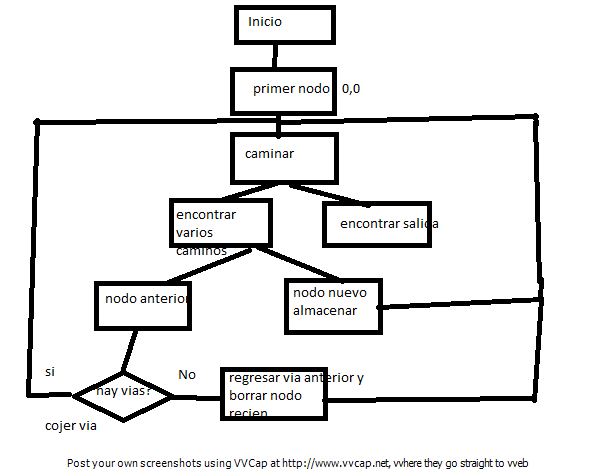 Inicio
primer nodo 0,0
caminar
encontrar
varios
caminos
encontrar salida
nodo anterior
nodo nuevo
almacenar
si
hay vias?
No
regresar via anterior y
borrar nodo
recien
cojer via
Post your own screenshots using VVCap at http://www.vvcap.net, where they go straight to web